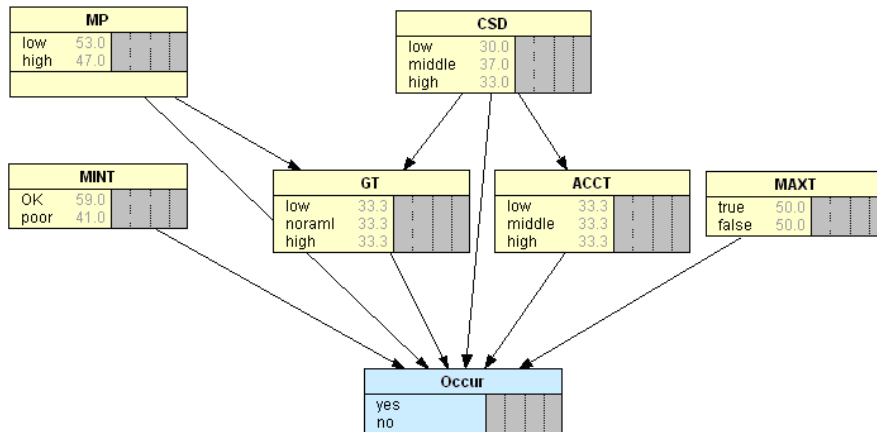 MP
low 53.0
high 47.0
CSD
low 30.0
middle 37.0
high 33.0
MINT
OK 59.0
poor 41.0
GT
low 33.3
noraml 33.3
high 33.3
ACCT
low 33.3
middle 33.3
high 33.3
MAXT
true 50.0
false 50.0
Occur
yes
no